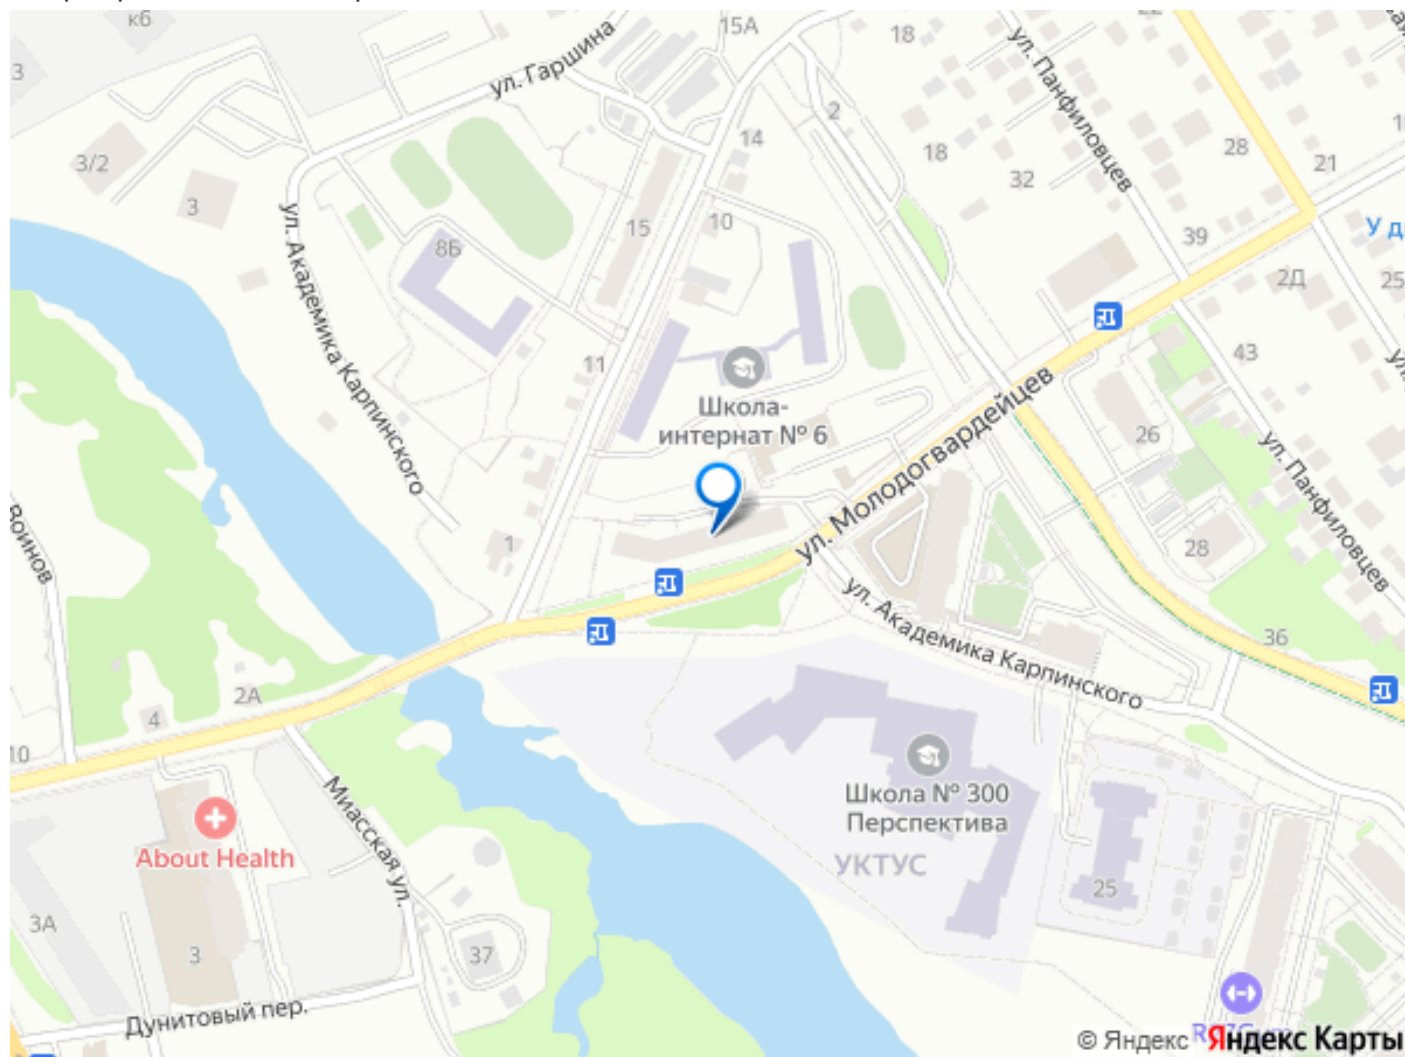 к6
15А
18
ул. Гаршина
3
ул. Панфиловцев
2
14
1
28
18
21
3/2
32
3
ул. Академика Карпинского
15
10
8Б
39
У д
2Д
25
43
11
Школа-
интернат № 6
ул. Молодогвардейцев
26
ул. Панфиловцев
Воинов
1
28
ул. Академика Карпинского
36
2А
4
10
Миасская ул.
Школа № 300
Перспектива
About Health
УКТУС
25
3А
3
37
Дунитовый пер.
© Яндекс Яндекс Карты